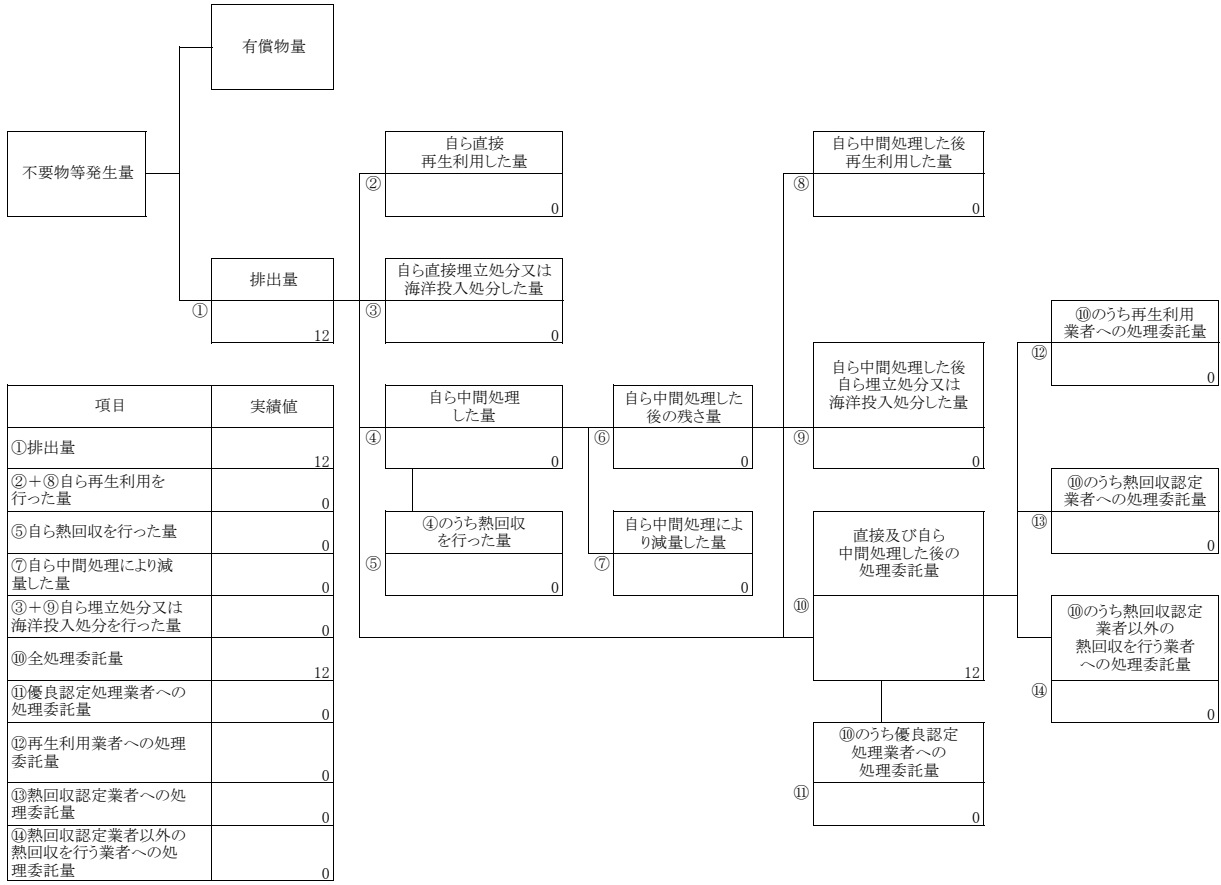 有償物量
不要物等発生量
自ら直接
再生利用した量
②
0
自ら中間処理した後
再生利用した量
⑧
0
排出量
①
12
自ら直接埋立処分又は
海洋投入処分した量
③
0
自ら中間処理
した量
④
0
自ら中間処理した
後の残さ量
⑥
0
自ら中間処理した後
自ら埋立処分又は
海洋投入処分した量
⑨
0
⑩のうち再生利用
業者への処理委託量
⑫
0
④のうち熱回収
を行った量
⑤
0
自ら中間処理によ
り減量した量
⑦
0
直接及び自ら
中間処理した後の
処理委託量
⑩
12
⑩のうち熱回収認定
業者への処理委託量
⑬
0
⑩のうち熱回収認定
業者以外の
熱回収を行う業者
への処理委託量
⑭
0
⑩のうち優良認定
処理業者への
処理委託量
⑪
0
項目
実績値
①排出量
12
②+⑧自ら再生利用を
行った量
0
⑤自ら熱回収を行った量
0
⑦自ら中間処理により減
量した量
0
③+⑨自ら埋立処分又は
海洋投入処分を行った量
0
⑩全処理委託量
12
⑪優良認定処理業者への
処理委託量
0
⑫再生利用業者への処理
委託量
0
⑬熱回収認定業者への処
理委託量
0
⑭熱回収認定業者以外の
熱回収を行う業者への処
理委託量
0